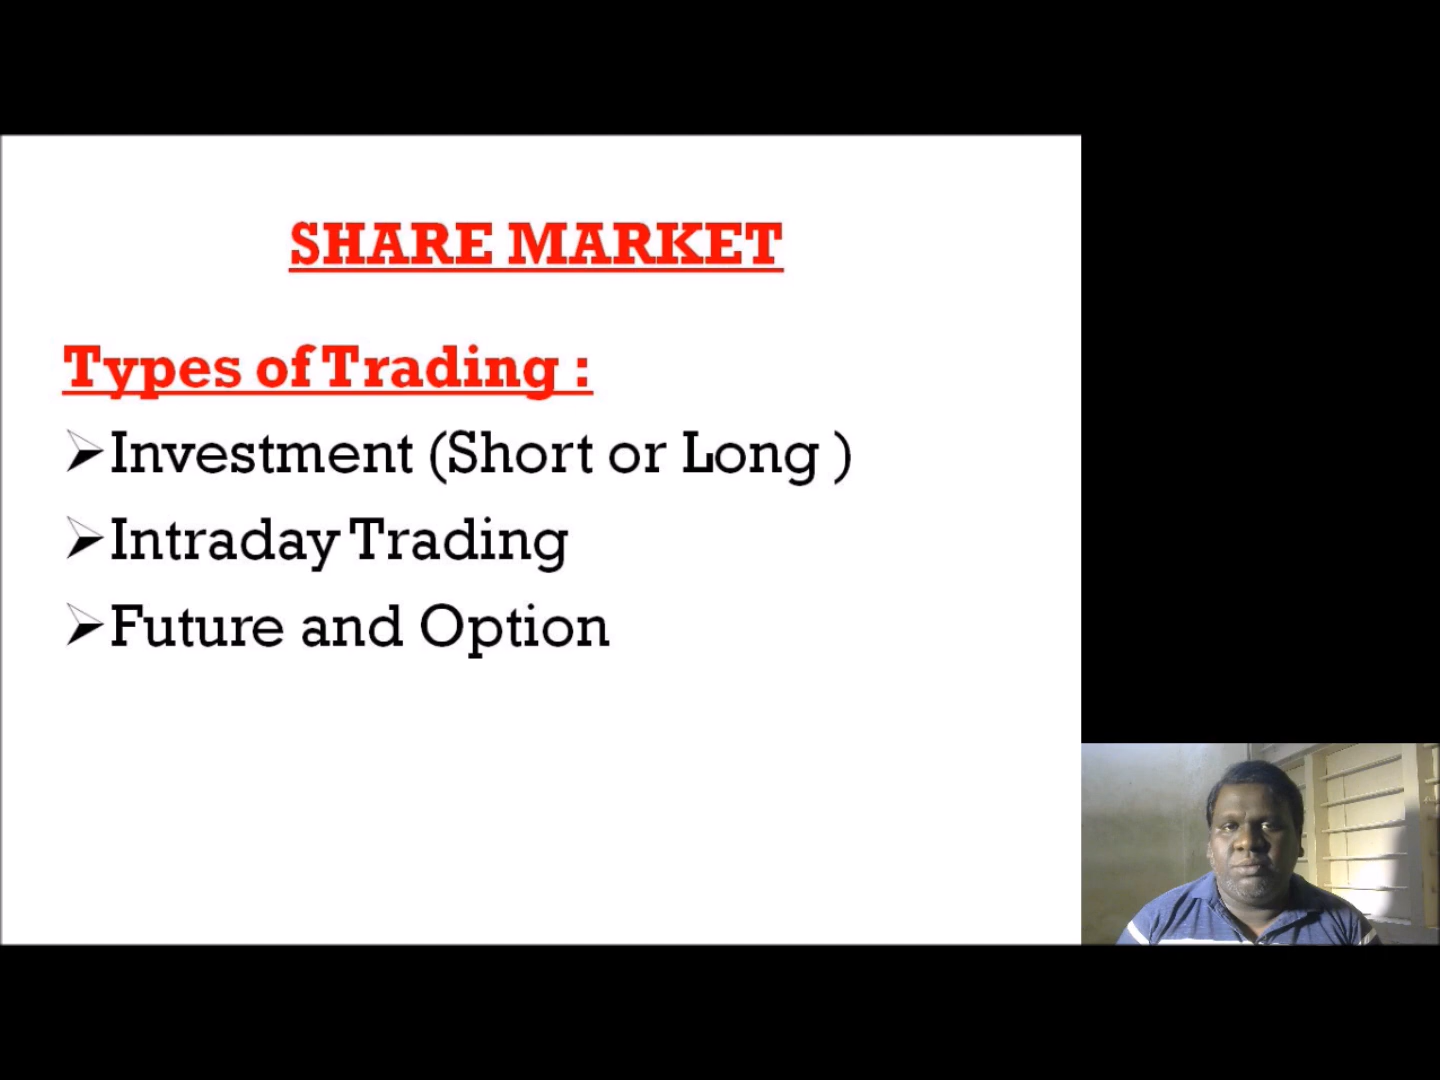 SHARE MARKET
Types of Trading :
➢Investment (Short or Long )
➢Intraday Trading
➢Future and Option